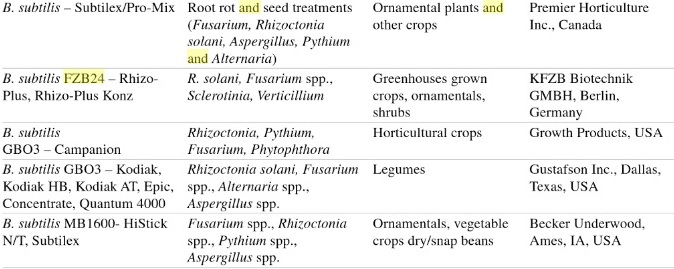 B. subtilis – Subtilex/Pro-Mix Root rot and seed treatments Ornamental plants and Premier Horticulture
(Fusarium, Rhizoctonia other crops Inc., Canada
solani, Aspergillus, Pythium
and Alternaria)
B. subtilis FZB24 – Rhizo- R. solani, Fusarium spp., Greenhouses grown KFZB Biotechnik
Plus, Rhizo-Plus Konz Sclerotinia, Verticillium crops, ornamentals, GMBH, Berlin,
shrubs Germany
B. subtilis Rhizoctonia, Pythium, Horticultural crops Growth Products, USA
GBO3 – Campanion Fusarium, Phytophthora
B. subtilis GBO3 – Kodiak, Rhizoctonia solani, Fusarium Legumes Gustafson Inc., Dallas,
Kodiak HB, Kodiak AT, Epic, spp., Alternaria spp., Texas, USA
Concentrate, Quantum 4000 Aspergillus spp.
B. subtilis MB1600- HiStick Fusarium spp., Rhizoctonia Ornamentals, vegetable Becker Underwood,
N/T, Subtilex spp., Pythium spp., crops dry/snap beans Ames, IA, USA
Aspergillus spp.